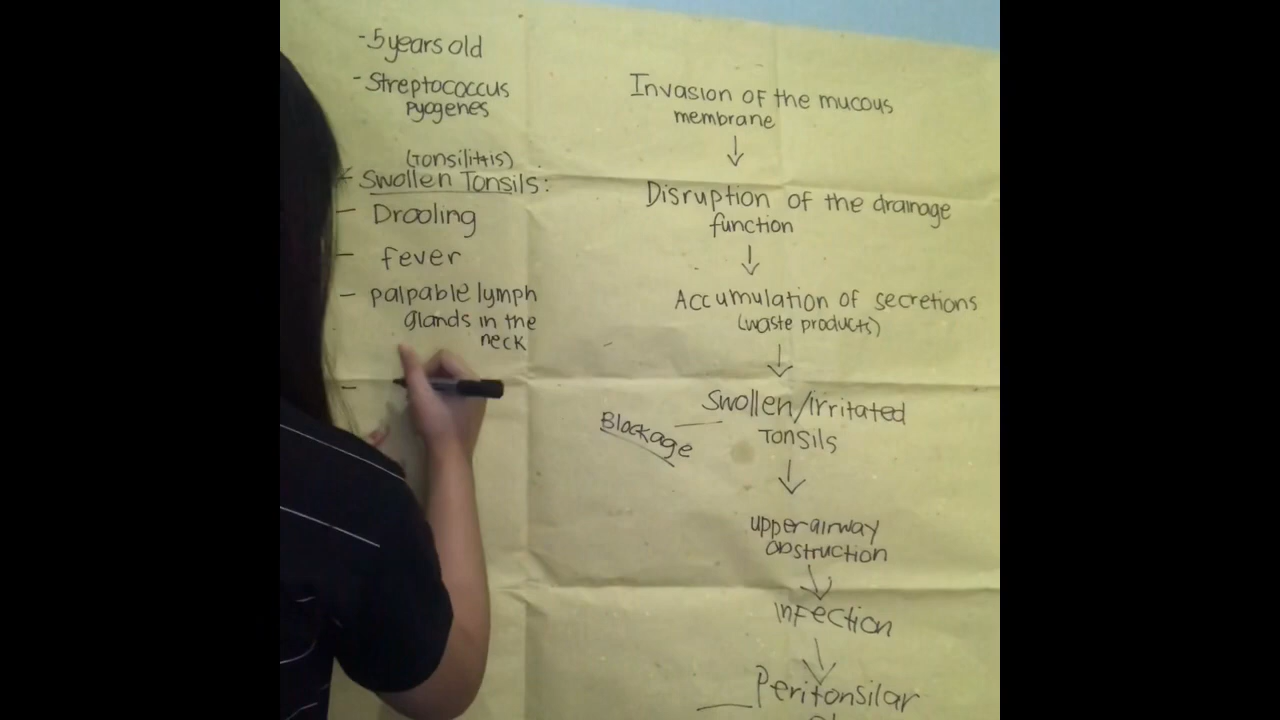 -5 years old
-Streptococcus
pyogenes
(Tonsilittis)
Swollen Tonsils:
- Drooling
- fever
- palpable lymph
glands in the
neck
-
Invasion of the mucous
membrane
↓
Disruption of the drainage
function
↓
Accumulation of secretions
(waste products)
↓
Swollen/irritated
Tonsils
Blockage
↓
upper airway
obstruction
↓
infection
↓
Peritonsilar